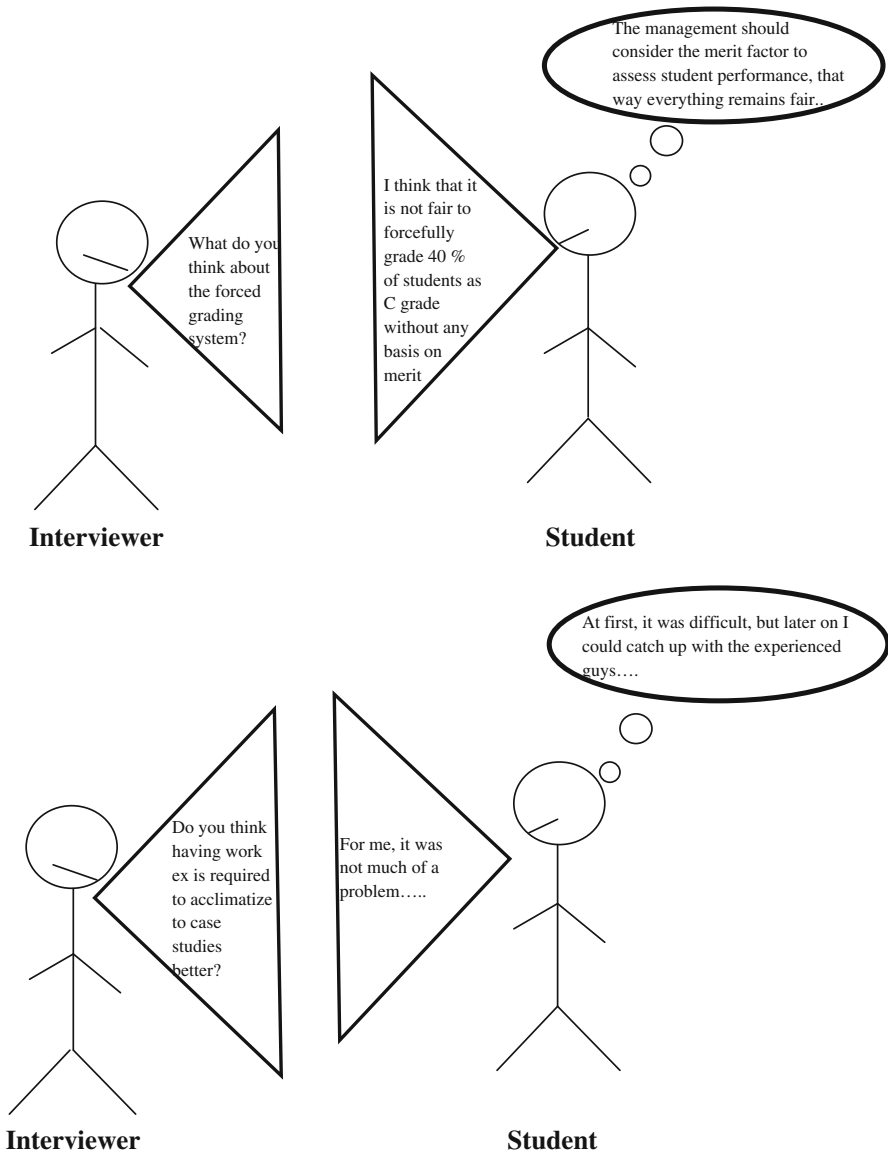 The management should
consider the merit factor to
assess student performance, that
way everything remains fair..
What do you
think about
the forced
grading
system?
I think that it
is not fair to
forcefully
grade 40 %
of students as
C grade
without any
basis on
merit
Interviewer
Student
At first, it was difficult, but later on I
could catch up with the experienced
guys….
Do you think
having work
ex is required
to acclimatize
to case
studies
better?
For me, it was
not much of a
problem…..
Interviewer
Student